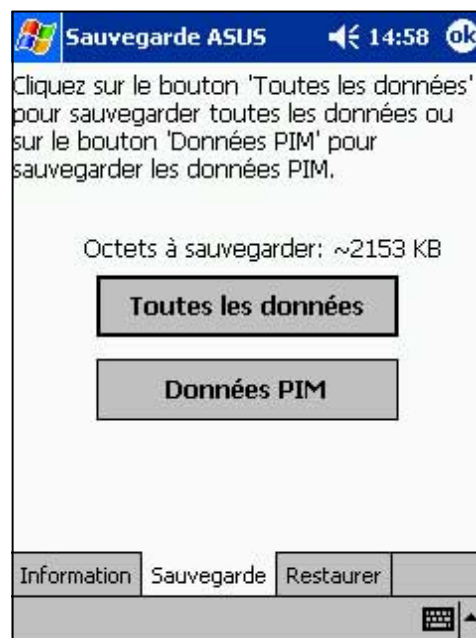 Sauvegarde ASUS 14:58 ok
Cliquez sur le bouton 'Toutes les données'
pour sauvegarder toutes les données ou
sur le bouton 'Données PIM' pour
sauvegarder les données PIM.
Octets à sauvegarder: ~2153 KB
Toutes les données
Données PIM
Information Sauvegarde Restaurer